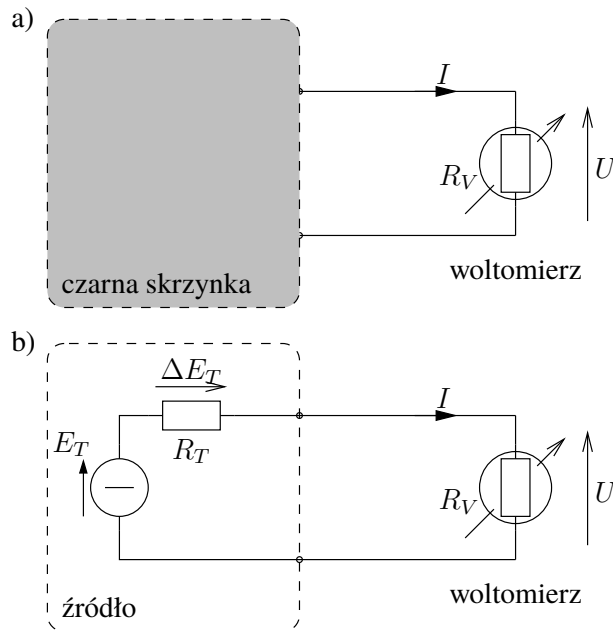 a)
I
R_V
U
czarna skrzynka
woltomierz
b)
ΔE_T
I
E_T
R_T
R_V
U
źródło
woltomierz